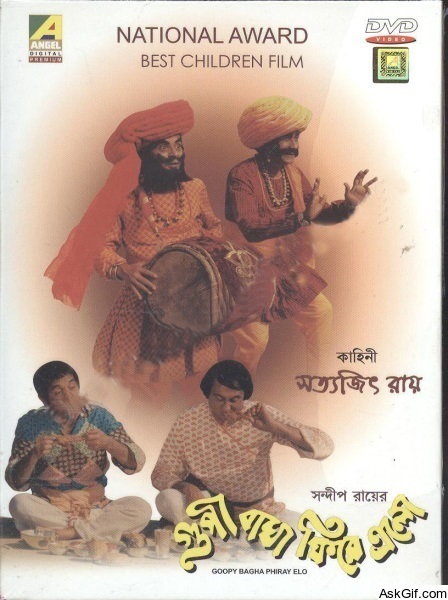 A
ANGEL
DIGITAL
PREMIUM
NATIONAL AWARD
BEST CHILDREN FILM
DVD
VIDEO
কাহিনী
সত্যজিৎ রায়
সন্দীপ রায়ের
গুপী বাঘা ফিরে এলো
GOOPY BAGHA PHIRAY ELO
AskGif.com